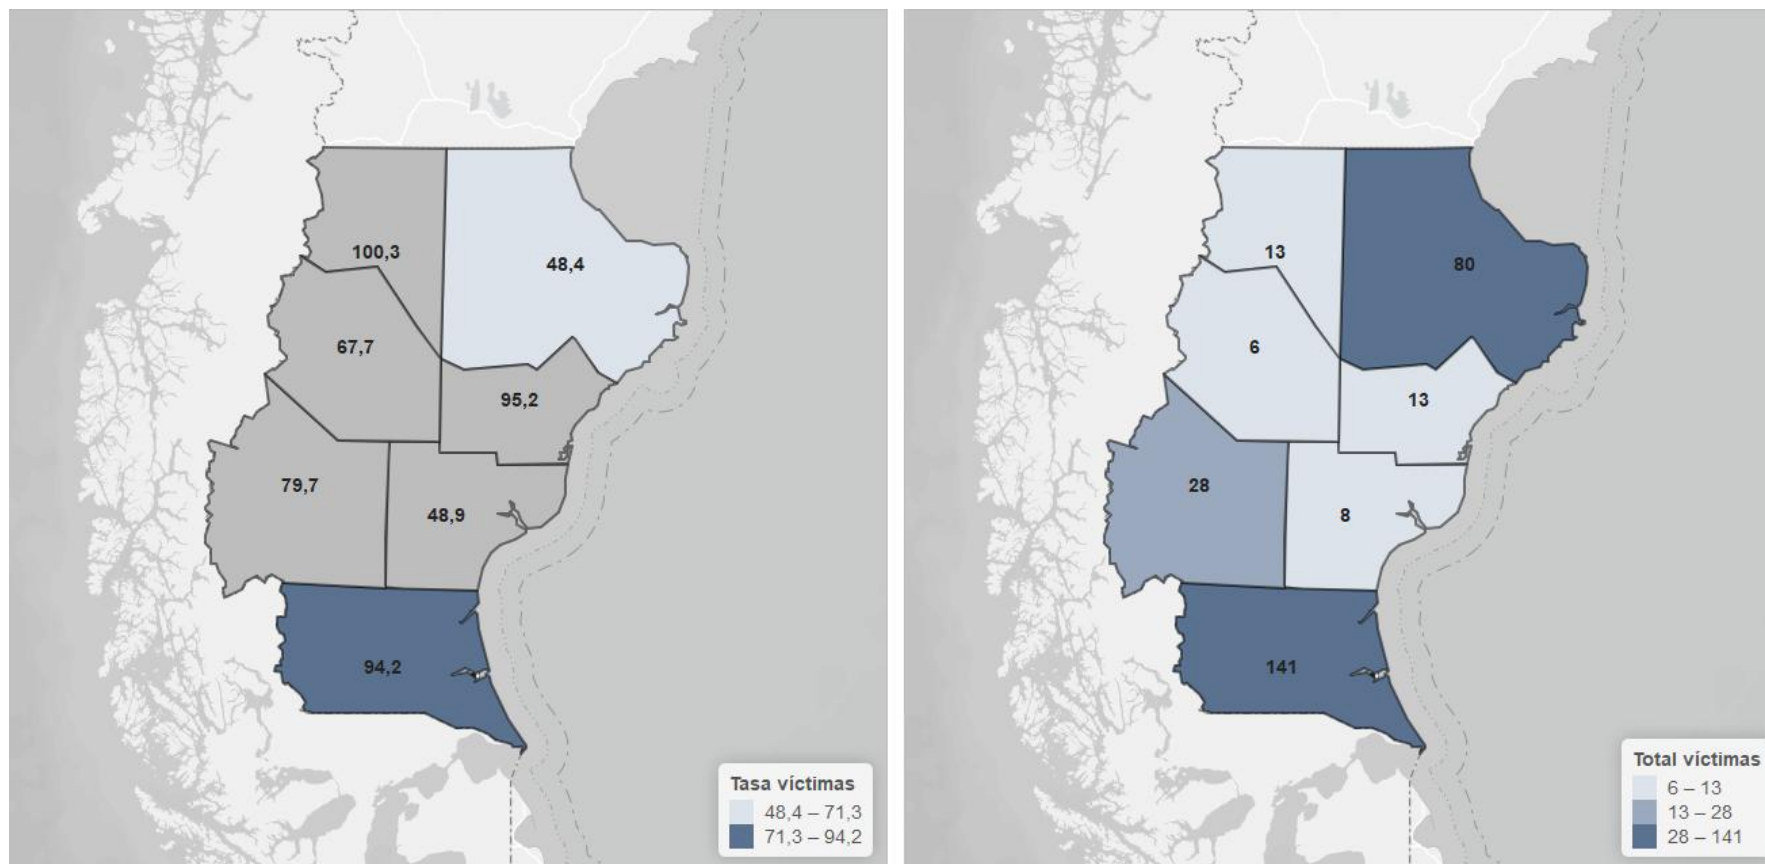 100,3
48,4
67,7
95,2
79,7
48,9
94,2
Tasa víctimas
48,4 – 71,3
71,3 – 94,2
13
80
6
13
28
8
141
Total víctimas
6 – 13
13 – 28
28 – 141